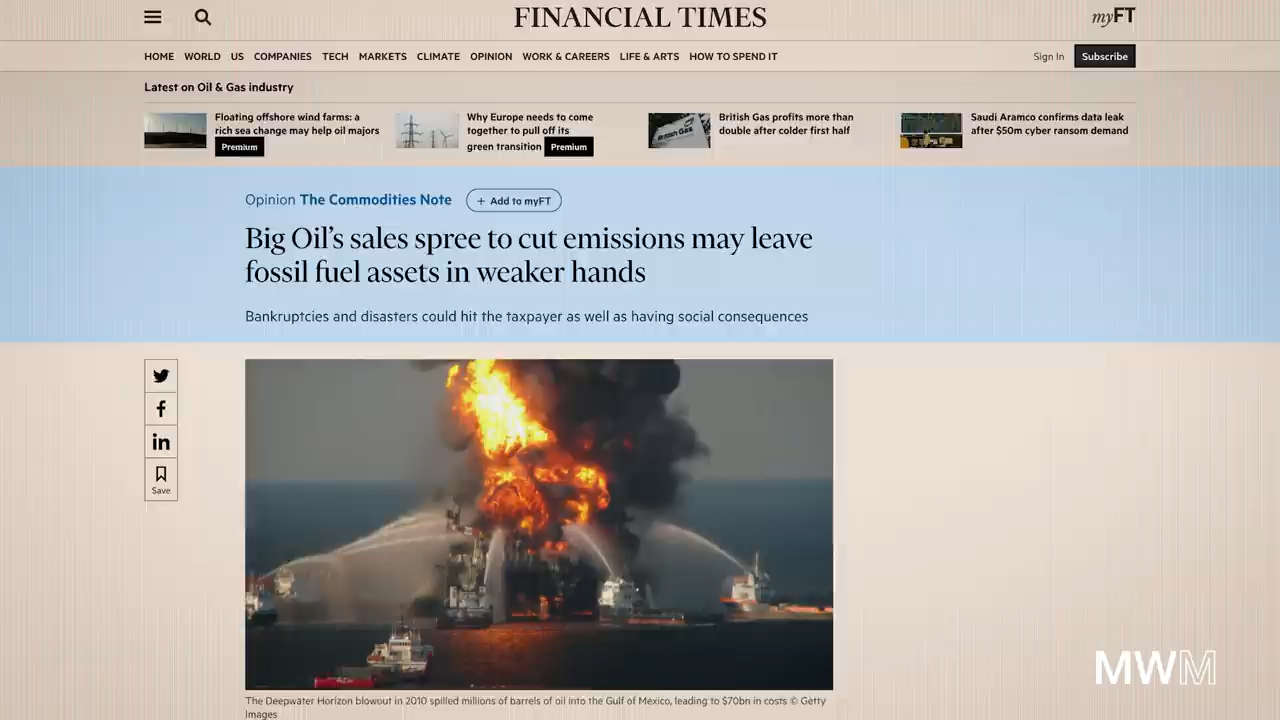 FINANCIAL TIMES
myFT
HOME WORLD US COMPANIES TECH MARKETS CLIMATE OPINION WORK & CAREERS LIFE & ARTS HOW TO SPEND IT
Sign In Subscribe
Latest on Oil & Gas industry
Floating offshore wind farms: a
rich sea change may help oil majors
Premium
Why Europe needs to come
together to pull off its
green transition Premium
British Gas
British Gas profits more than
double after colder first half
Saudi Aramco confirms data leak
after $50m cyber ransom demand
Opinion The Commodities Note + Add to myFT
Big Oil's sales spree to cut emissions may leave
fossil fuel assets in weaker hands
Bankruptcies and disasters could hit the taxpayer as well as having social consequences
f
in
Save
The Deepwater Horizon blowout in 2010 spilled millions of barrels of oil into the Gulf of Mexico, leading to $70bn in costs © Getty
Images
MWM